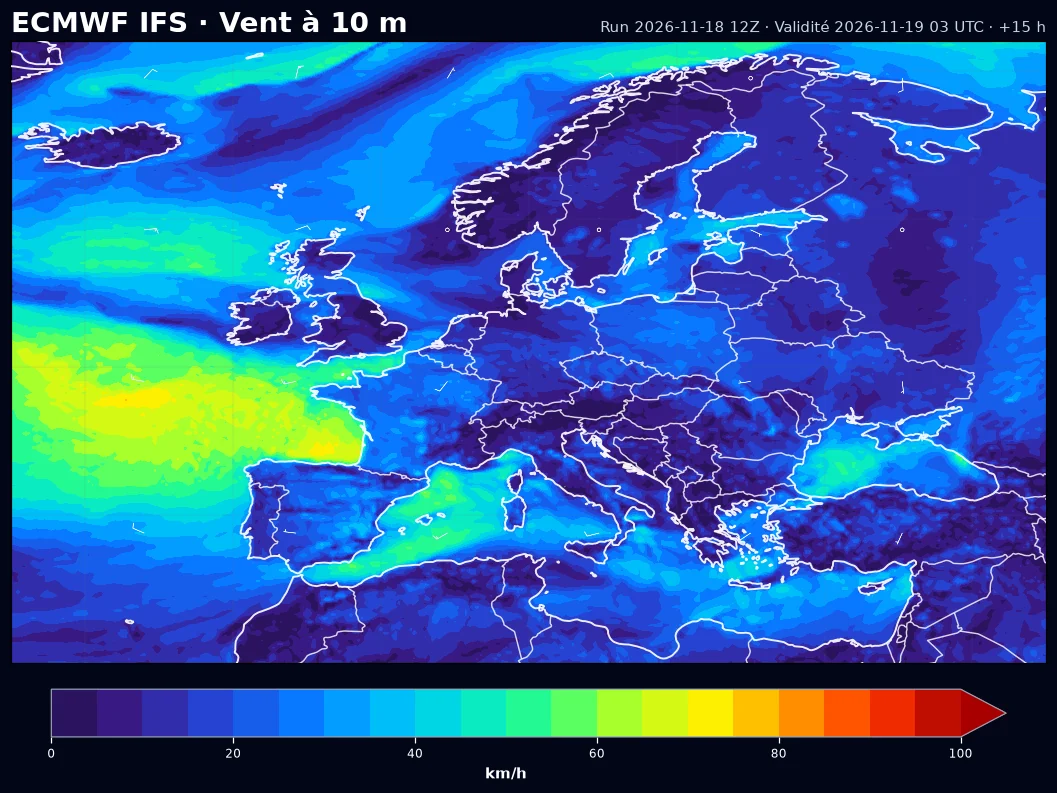 ECMWF IFS · Vent à 10 m
Run 2026-11-18 12Z · Validité 2026-11-19 03 UTC · +15 h
0 20 40 60 80 100
km/h